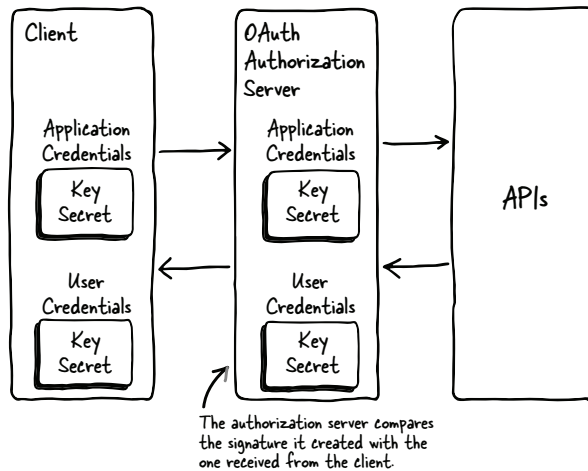 Client
Application
Credentials
Key
Secret
User
Credentials
Key
Secret
OAuth
Authorization
Server
Application
Credentials
Key
Secret
User
Credentials
Key
Secret
APIs
The authorization server compares
the signature it created with the
one received from the client.